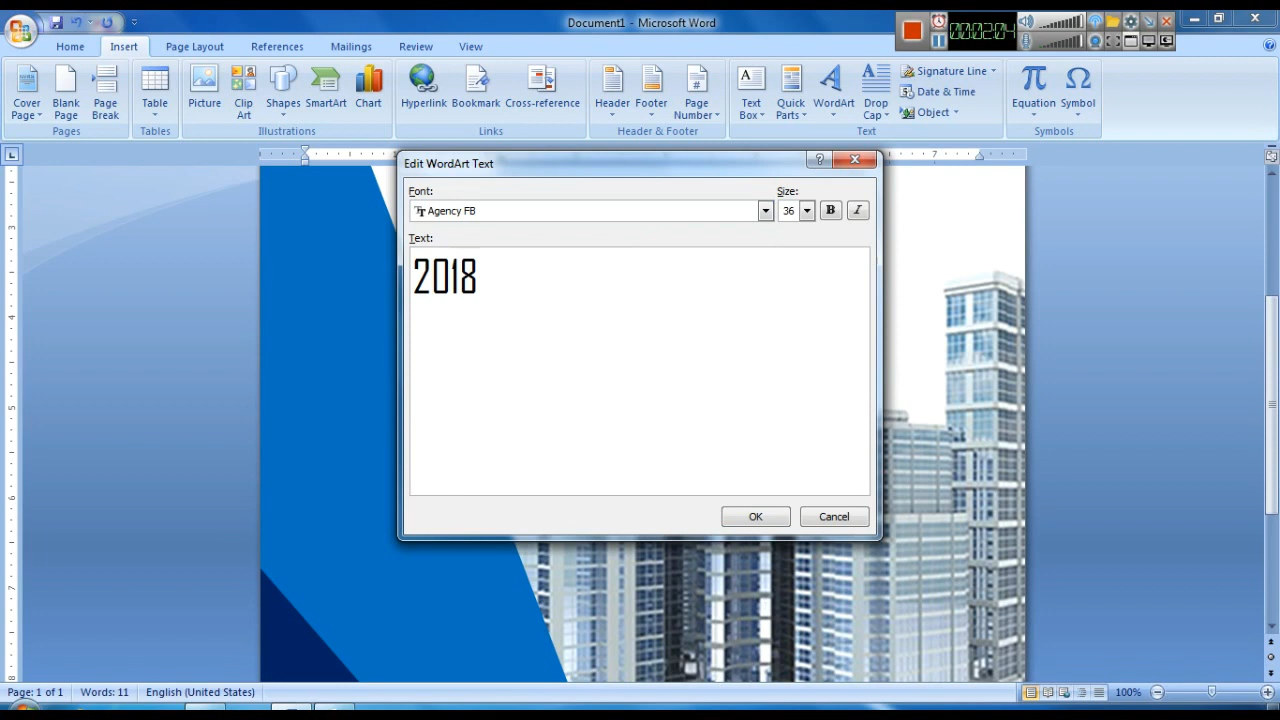 Document1 - Microsoft Word
00:02:04
Home Insert Page Layout References Mailings Review View
Cover Page Blank Page Page Break Table Picture Clip Art Shapes SmartArt Chart Hyperlink Bookmark Cross-reference Header Footer Page Number Text Box Quick Parts WordArt Drop Cap Signature Line Date & Time Object Equation Symbol
Pages Tables Illustrations Links Header & Footer Text Symbols
Edit WordArt Text
Font: Size:
Agency FB 36 B I
Text:
2018
OK Cancel
Page: 1 of 1 Words: 11 English (United States) 100%